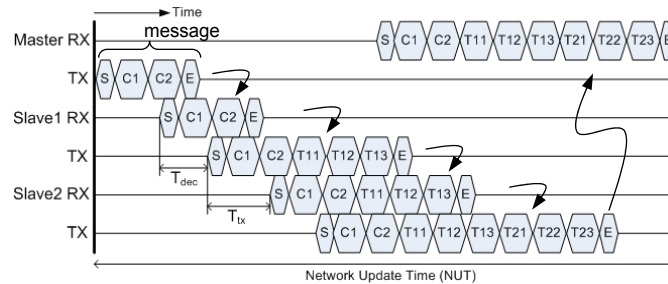 Time
message
Master RX S C1 C2 T11 T12 T13 T21 T22 T23 E
TX S C1 C2 E
Slave1 RX S C1 C2 E
TX S C1 C2 T11 T12 T13 E
Tdec
Slave2 RX S C1 C2 T11 T12 T13 E
Ttx
TX S C1 C2 T11 T12 T13 T21 T22 T23 E
Network Update Time (NUT)